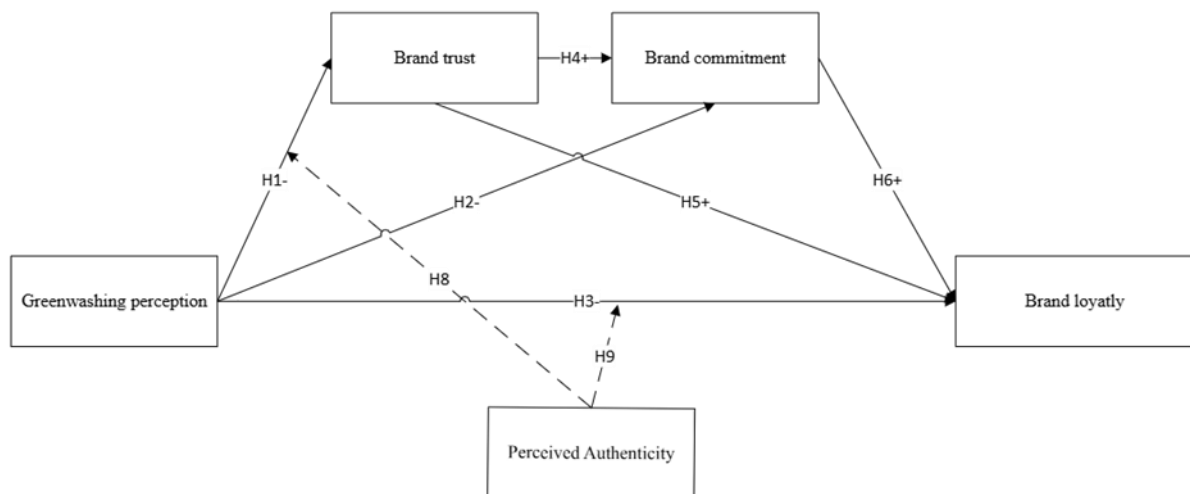 Brand trust
H4+
Brand commitment
H1-
H2-
H5+
H6+
Greenwashing perception
H8
H3-
Brand loyatly
H9
Perceived Authenticity